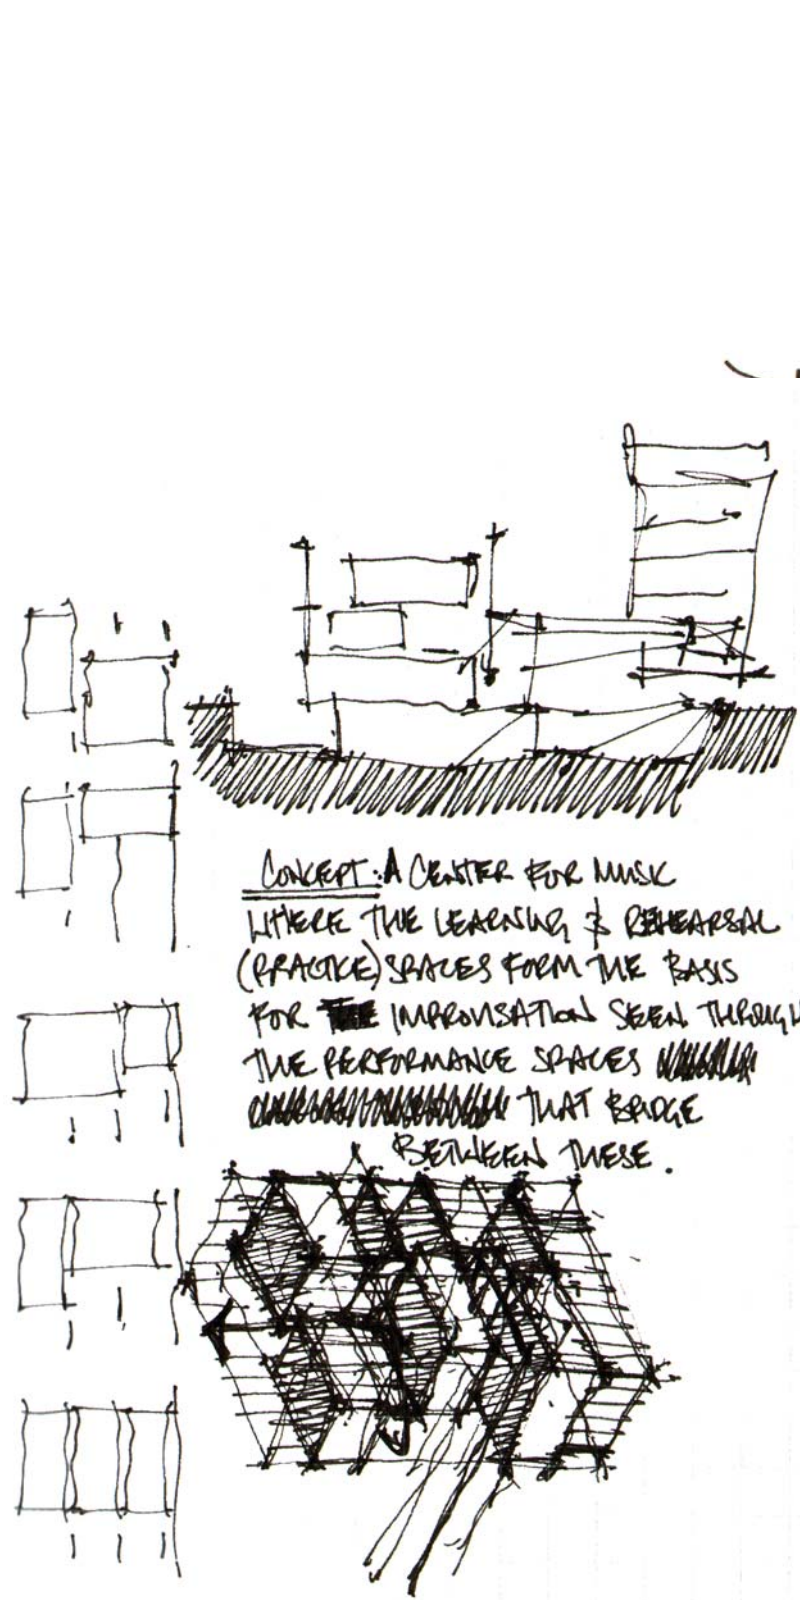 CONCEPT: A CENTER FOR MUSIC
WHERE THE LEARNING & REHEARSAL
(PRACTICE) SPACES FORM THE BASIS
FOR THE IMPROVISATION SEEN THROUGH
THE PERFORMANCE SPACES
THAT BRIDGE
BETWEEN THESE.